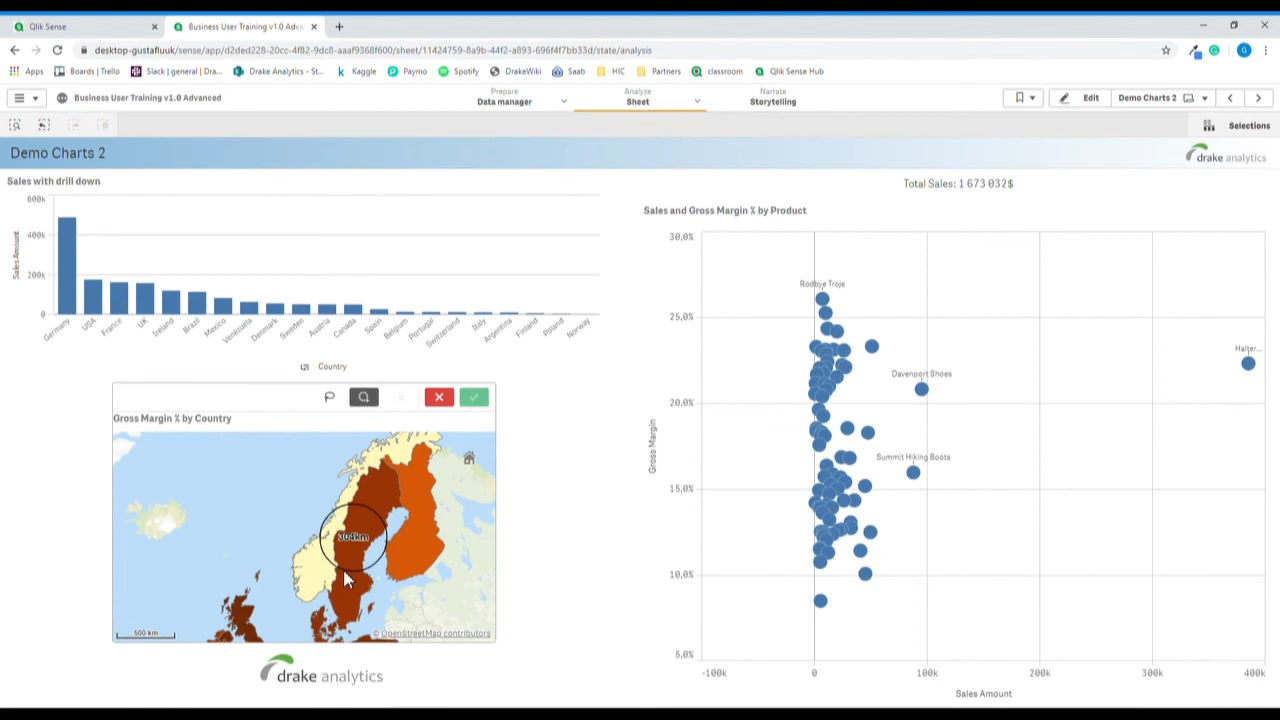 Qlik Sense
Business User Training v1.0 Adva
desktop-gustafluuk/sense/app/d2ded228-20cc-4f82-9dc8-aaaf9368f600/sheet/11424759-8a9b-44f2-a893-696f4f7bb33d/state/analysis
Apps
Boards | Trello
Slack | general | Dra...
Drake Analytics - St...
Kaggle
Paymo
Spotify
DrakeWiki
Saab
HIC
Partners
classroom
Qlik Sense Hub
Business User Training v1.0 Advanced
Prepare
Data manager
Analyze
Sheet
Narrate
Storytelling
Edit
Demo Charts 2
Selections
Demo Charts 2
drake analytics
Sales with drill down
Sales Amount
600k
400k
200k
0
Germany
USA
France
UK
Ireland
Brazil
Mexico
Venezuela
Denmark
Sweden
Austria
Canada
Spain
Belgium
Portugal
Switzerland
Italy
Argentina
Finland
Poland
Norway
Country
Gross Margin % by Country
304km
500 km
© OpenStreetMap contributors
drake analytics
Total Sales: 1 673 032$
Sales and Gross Margin % by Product
Gross Margin
30,0%
25,0%
20,0%
15,0%
10,0%
5,0%
Rodbye Troje
Halter...
Davenport Shoes
Summit Hiking Boots
-100k
0
100k
200k
300k
400k
Sales Amount